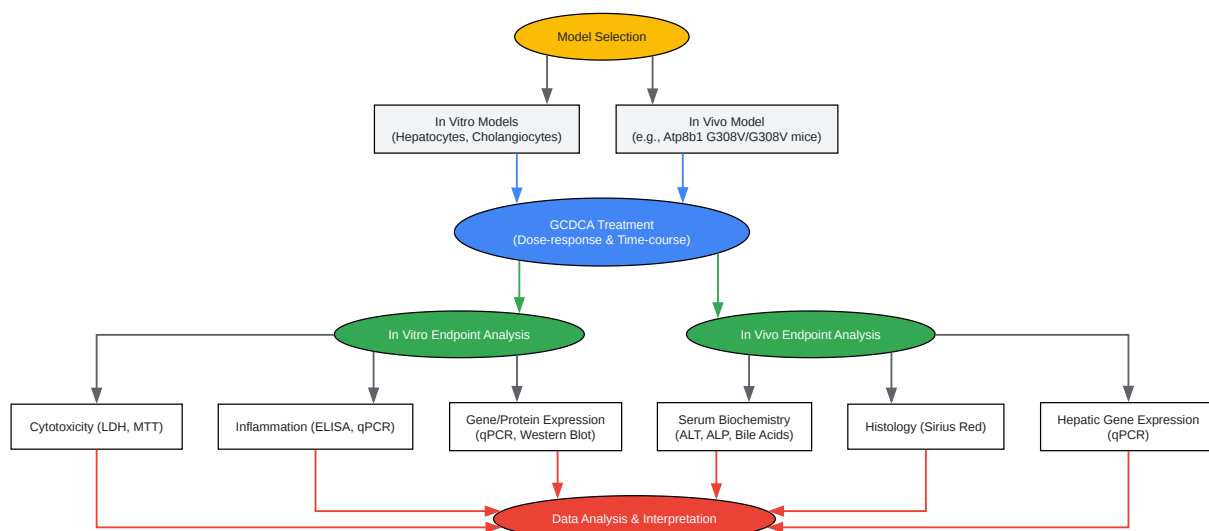 Model Selection
In Vitro Models
(Hepatocytes, Cholangiocytes)
In Vivo Model
(e.g., Atp8b1 G308V/G308V mice)
GCDCA Treatment
(Dose-response & Time-course)
In Vitro Endpoint Analysis
In Vivo Endpoint Analysis
Cytotoxicity (LDH, MTT)
Inflammation (ELISA, qPCR)
Gene/Protein Expression
(qPCR, Western Blot)
Serum Biochemistry
(ALT, ALP, Bile Acids)
Histology (Sirius Red)
Hepatic Gene Expression
(qPCR)
Data Analysis & Interpretation